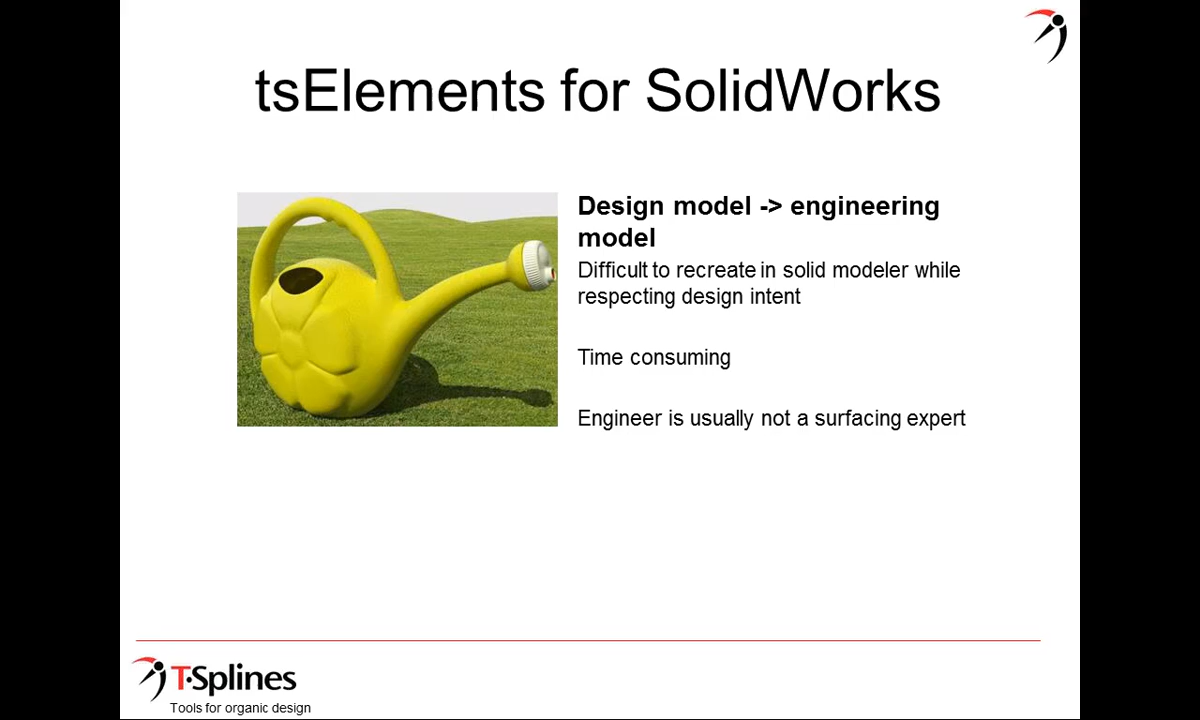 tsElements for SolidWorks
Design model -> engineering
model
Difficult to recreate in solid modeler while
respecting design intent
Time consuming
Engineer is usually not a surfacing expert
T·Splines
Tools for organic design